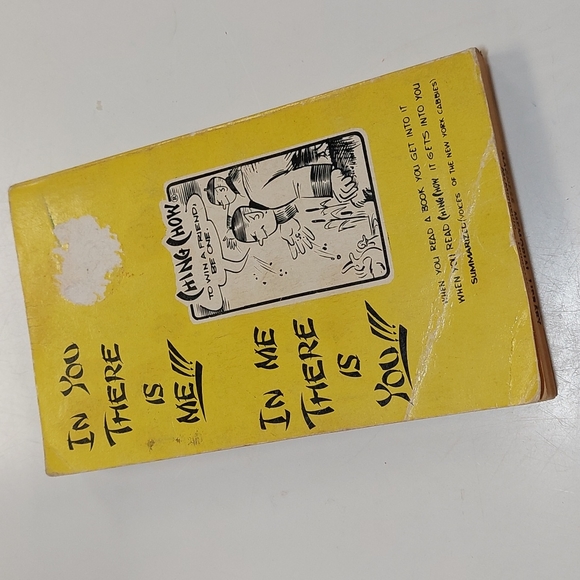 IN YOU
THERE
IS
ME!!!
CHING CHOW
TO WIN A FRIEND,
BE ONE.
IN ME
THERE
IS
YOU!!!
WHEN YOU READ A BOOK YOU GET INTO IT
WHEN YOU READ CHING CHOW IT GETS INTO YOU
SUMMARIZED (VOICES OF THE NEW YORK CABBIES)